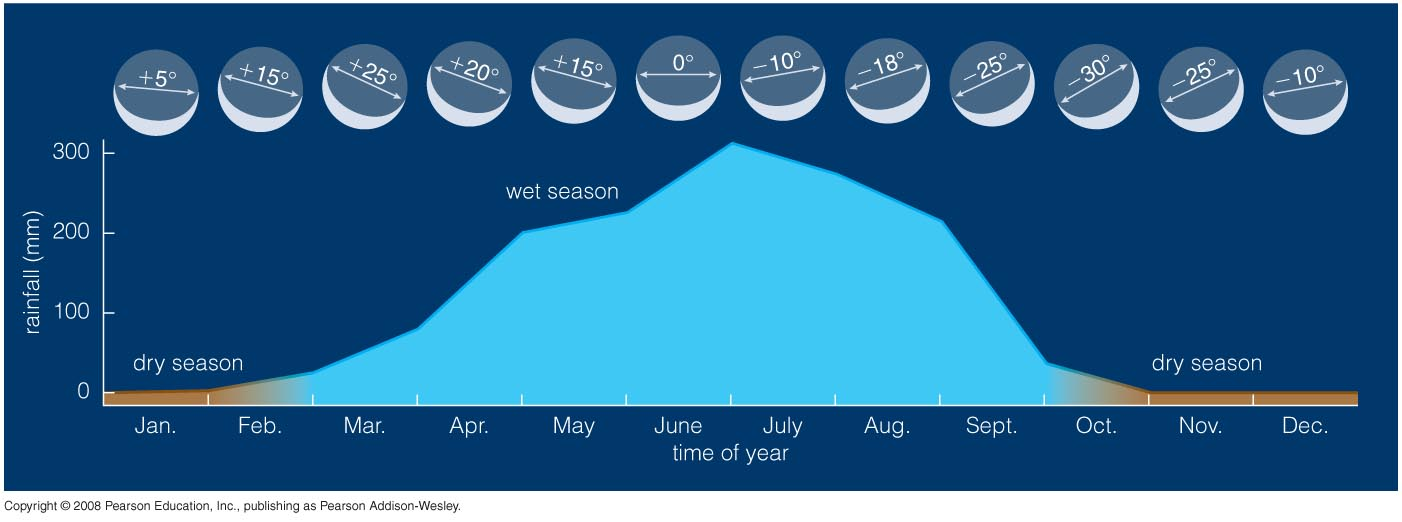 +5° +15° +25° +20° +15° 0° −10° −18° −25° −30° −25° −10°
300
200
100
0
rainfall (mm)
wet season
dry season
dry season
Jan. Feb. Mar. Apr. May June July Aug. Sept. Oct. Nov. Dec.
time of year
Copyright © 2008 Pearson Education, Inc., publishing as Pearson Addison-Wesley.